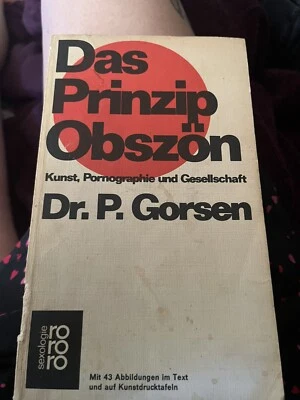 Das
Prinzip
Obszön
Kunst, Pornographie und Gesellschaft
Dr. P. Gorsen
sexologie
ro
ro
ro
Mit 43 Abbildungen im Text
und auf Kunstdrucktafeln